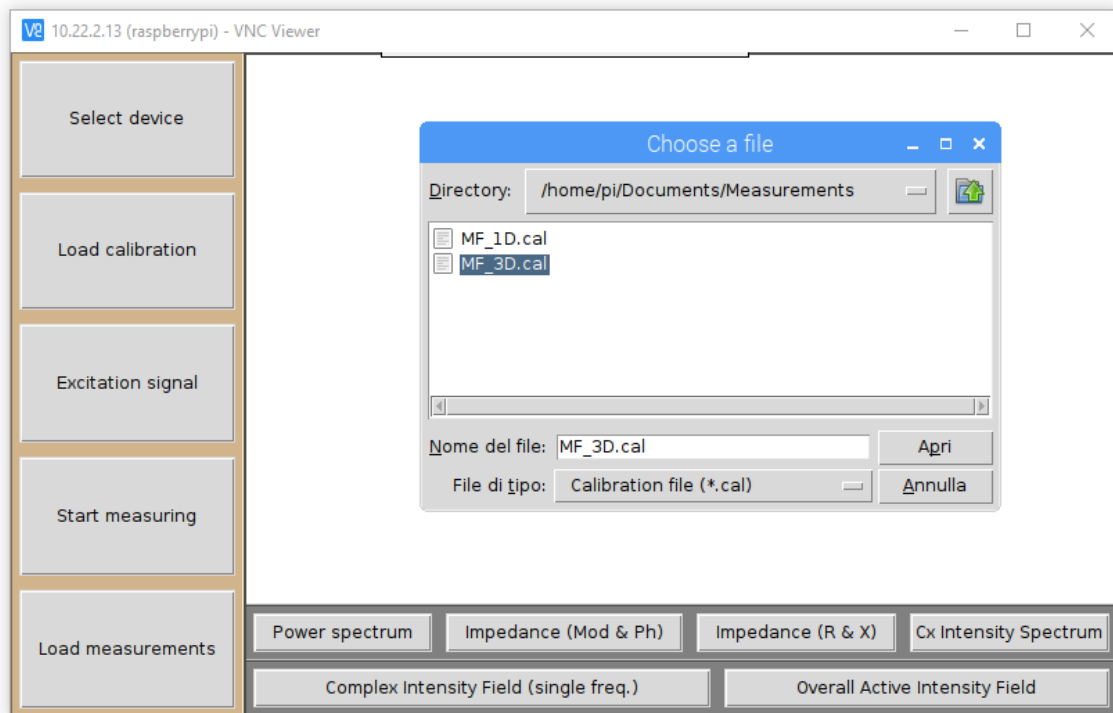 V2 10.22.2.13 (raspberrypi) - VNC Viewer
Select device
Load calibration
Excitation signal
Start measuring
Load measurements
Choose a file
Directory: /home/pi/Documents/Measurements
MF_1D.cal
MF_3D.cal
Nome del file: MF_3D.cal Apri
File di tipo: Calibration file (*.cal) Annulla
Power spectrum Impedance (Mod & Ph) Impedance (R & X) Cx Intensity Spectrum
Complex Intensity Field (single freq.) Overall Active Intensity Field